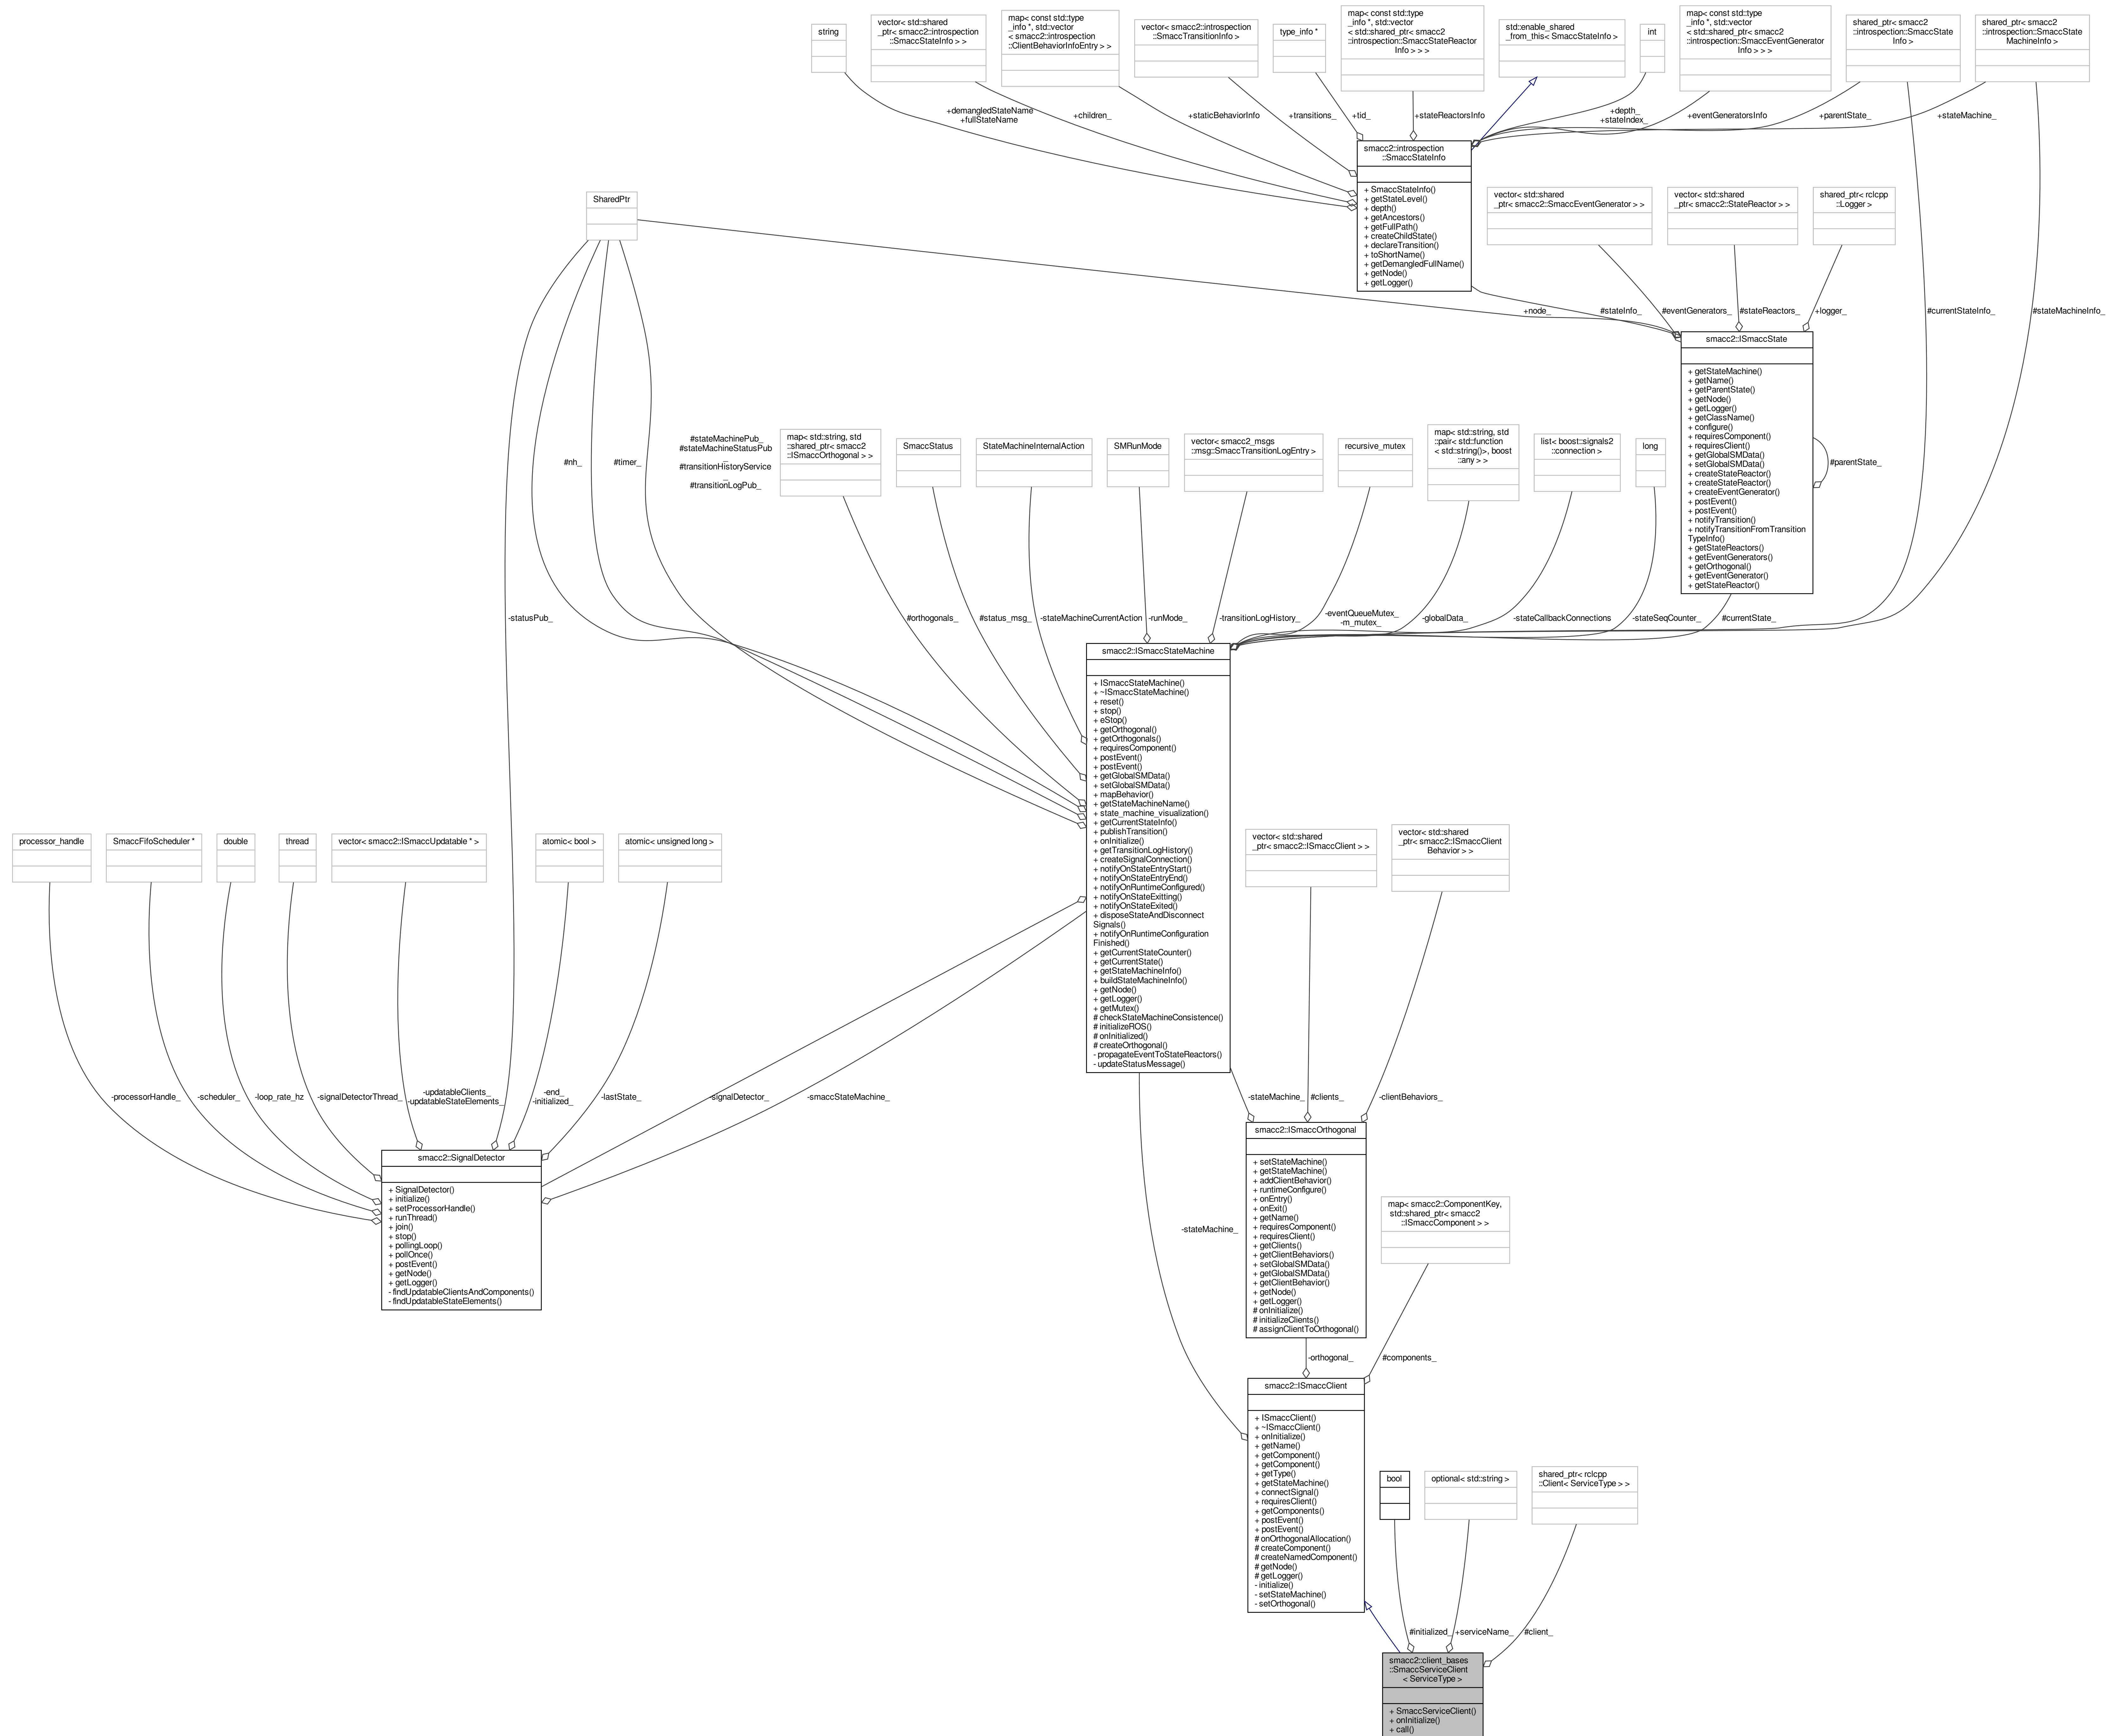 string
vector< std::shared
_ptr< smacc2::introspection
::SmaccStateInfo > >
map< const std::type
_info *, std::vector
< smacc2::introspection
::ClientBehaviorInfoEntry > >
vector< smacc2::introspection
::SmaccTransitionInfo >
type_info *
map< const std::type
_info *, std::vector
< std::shared_ptr< smacc2
::introspection::SmaccStateReactor
Info > > >
std::enable_shared
_from_this< SmaccStateInfo >
int
map< const std::type
_info *, std::vector
< std::shared_ptr< smacc2
::introspection::SmaccEventGenerator
Info > > >
shared_ptr< smacc2
::introspection::SmaccState
Info >
shared_ptr< smacc2
::introspection::SmaccState
MachineInfo >
+demangledStateName
+fullStateName
+children_
+staticBehaviorInfo
+transitions_
+tid_
+stateReactorsInfo
+depth_
+stateIndex_
+eventGeneratorsInfo
+parentState_
+stateMachine_
smacc2::introspection
::SmaccStateInfo
+ SmaccStateInfo()
+ getStateLevel()
+ depth()
+ getAncestors()
+ getFullPath()
+ createChildState()
+ declareTransition()
+ toShortName()
+ getDemangledFullName()
+ getNode()
+ getLogger()
SharedPtr
vector< std::shared
_ptr< smacc2::SmaccEventGenerator > >
vector< std::shared
_ptr< smacc2::StateReactor > >
shared_ptr< rclcpp
::Logger >
+node_
#stateInfo_
#eventGenerators_
#stateReactors_
+logger_
#currentStateInfo_
#stateMachineInfo_
smacc2::ISmaccState
+ getStateMachine()
+ getName()
+ getParentState()
+ getNode()
+ getLogger()
+ getClassName()
+ configure()
+ requiresComponent()
+ requiresClient()
+ getGlobalSMData()
+ setGlobalSMData()
+ createStateReactor()
+ createStateReactor()
+ createEventGenerator()
+ postEvent()
+ postEvent()
+ notifyTransition()
+ notifyTransitionFromTransition
TypeInfo()
+ getStateReactors()
+ getEventGenerators()
+ getOrthogonal()
+ getEventGenerator()
+ getStateReactor()
#parentState_
#nh_
#timer_
#stateMachinePub_
#stateMachineStatusPub
_
#transitionHistoryService
_
#transitionLogPub_
map< std::string, std
::shared_ptr< smacc2
::ISmaccOrthogonal > >
SmaccStatus
StateMachineInternalAction
SMRunMode
vector< smacc2_msgs
::msg::SmaccTransitionLogEntry >
recursive_mutex
map< std::string, std
::pair< std::function
< std::string()>, boost
::any > >
list< boost::signals2
::connection >
long
-statusPub_
#orthogonals_
#status_msg_
-stateMachineCurrentAction
-runMode_
-transitionLogHistory_
-eventQueueMutex_
-m_mutex_
-globalData_
-stateCallbackConnections
-stateSeqCounter_
#currentState_
smacc2::ISmaccStateMachine
+ ISmaccStateMachine()
+ ~ISmaccStateMachine()
+ reset()
+ stop()
+ eStop()
+ getOrthogonal()
+ getOrthogonals()
+ requiresComponent()
+ postEvent()
+ postEvent()
+ getGlobalSMData()
+ setGlobalSMData()
+ mapBehavior()
+ getStateMachineName()
+ state_machine_visualization()
+ getCurrentStateInfo()
+ publishTransition()
+ onInitialize()
+ getTransitionLogHistory()
+ createSignalConnection()
+ notifyOnStateEntryStart()
+ notifyOnStateEntryEnd()
+ notifyOnRuntimeConfigured()
+ notifyOnStateExitting()
+ notifyOnStateExited()
+ disposeStateAndDisconnect
Signals()
+ notifyOnRuntimeConfiguration
Finished()
+ getCurrentStateCounter()
+ getCurrentState()
+ getStateMachineInfo()
+ buildStateMachineInfo()
+ getNode()
+ getLogger()
+ getMutex()
# checkStateMachineConsistence()
# initializeROS()
# onInitialized()
# createOrthogonal()
- propagateEventToStateReactors()
- updateStatusMessage()
processor_handle
SmaccFifoScheduler *
double
thread
vector< smacc2::ISmaccUpdatable * >
atomic< bool >
atomic< unsigned long >
vector< std::shared
_ptr< smacc2::ISmaccClient > >
vector< std::shared
_ptr< smacc2::ISmaccClient
Behavior > >
-processorHandle_
-scheduler_
-loop_rate_hz
-signalDetectorThread_
-updatableClients_
-updatableStateElements_
-end_
-initialized_
-lastState_
-signalDetector_
-smaccStateMachine_
-stateMachine_
#clients_
-clientBehaviors_
smacc2::SignalDetector
+ SignalDetector()
+ initialize()
+ setProcessorHandle()
+ runThread()
+ join()
+ stop()
+ pollingLoop()
+ pollOnce()
+ postEvent()
+ getNode()
+ getLogger()
- findUpdatableClientsAndComponents()
- findUpdatableStateElements()
smacc2::ISmaccOrthogonal
+ setStateMachine()
+ getStateMachine()
+ addClientBehavior()
+ runtimeConfigure()
+ onEntry()
+ onExit()
+ getName()
+ requiresComponent()
+ requiresClient()
+ getClients()
+ getClientBehaviors()
+ setGlobalSMData()
+ getGlobalSMData()
+ getClientBehavior()
+ getNode()
+ getLogger()
# onInitialize()
# initializeClients()
# assignClientToOrthogonal()
map< smacc2::ComponentKey,
std::shared_ptr< smacc2
::ISmaccComponent > >
-stateMachine_
-orthogonal_
#components_
smacc2::ISmaccClient
+ ISmaccClient()
+ ~ISmaccClient()
+ onInitialize()
+ getName()
+ getComponent()
+ getComponent()
+ getType()
+ getStateMachine()
+ connectSignal()
+ requiresClient()
+ getComponents()
+ postEvent()
+ postEvent()
# onOrthogonalAllocation()
# createComponent()
# createNamedComponent()
# getNode()
# getLogger()
- initialize()
- setStateMachine()
- setOrthogonal()
bool
optional< std::string >
shared_ptr< rclcpp
::Client< ServiceType > >
#initialized_
+serviceName_
#client_
smacc2::client_bases
::SmaccServiceClient
< ServiceType >
+ SmaccServiceClient()
+ onInitialize()
+ call()